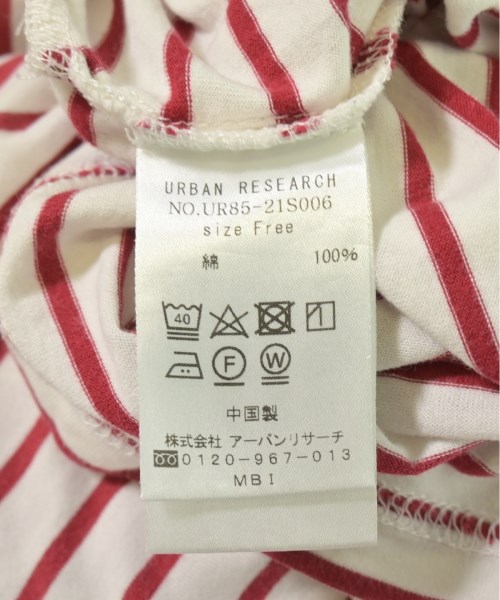 URBAN RESEARCH
NO.UR85-21S006
size Free
綿 100%
40
F W
中国製
株式会社 アーバンリサーチ
0120-967-013
MBI